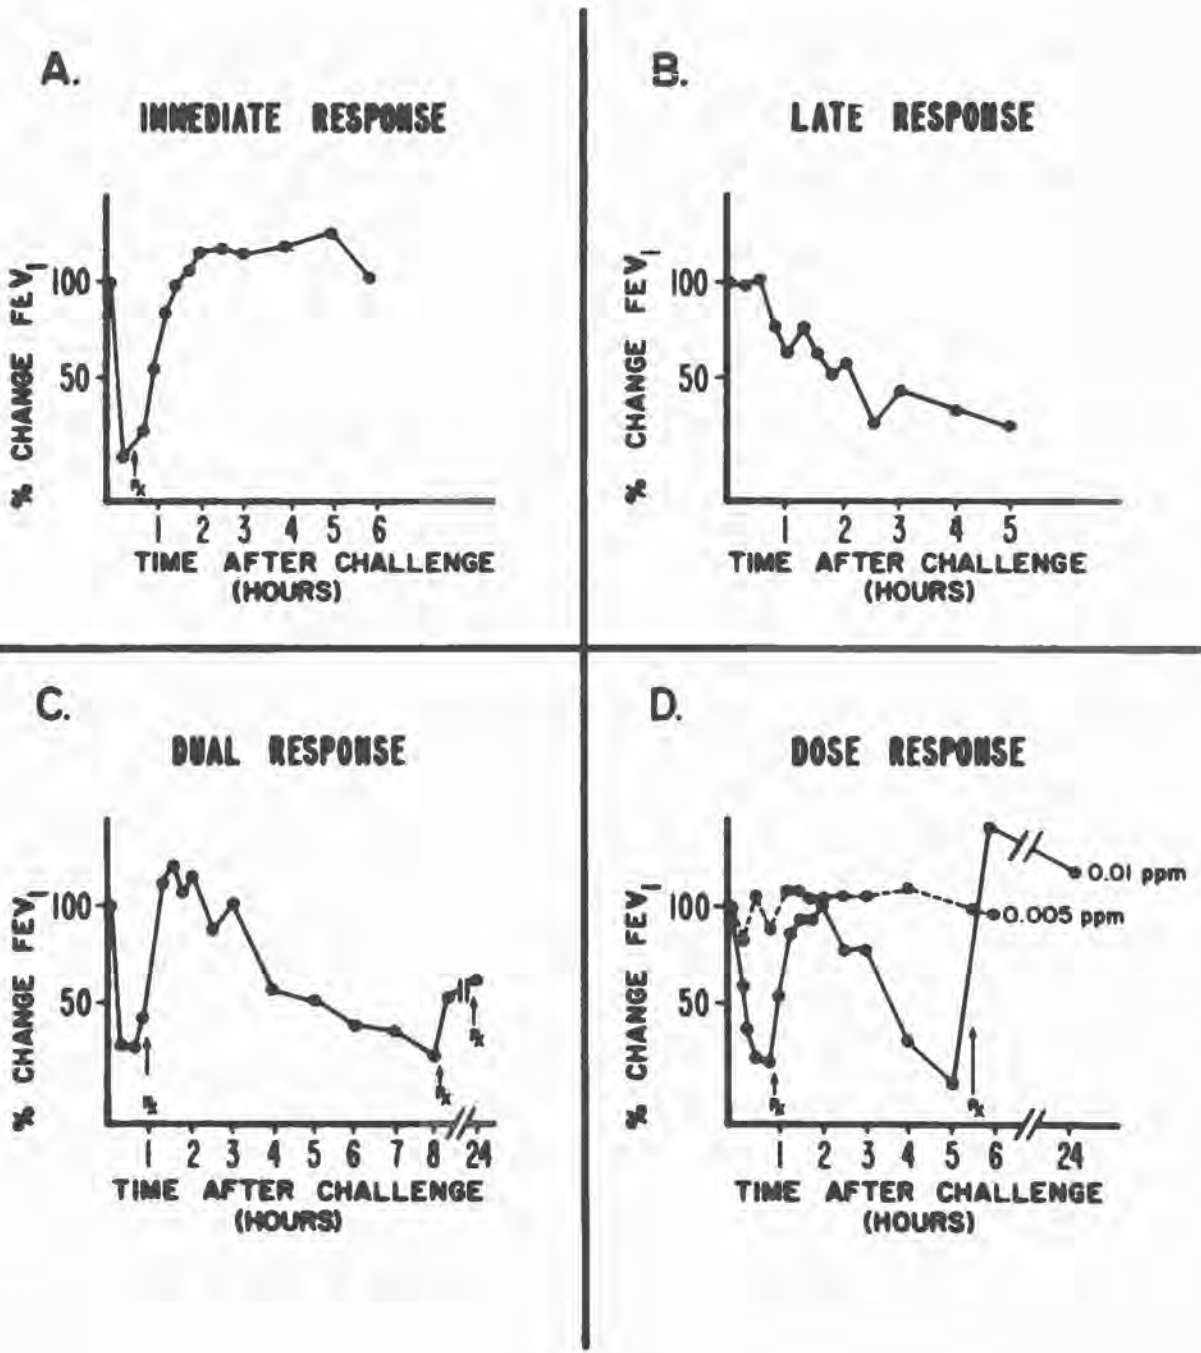 A.
IMMEDIATE RESPONSE
% CHANGE FEV1
100
50
Rx
1 2 3 4 5 6
TIME AFTER CHALLENGE
(HOURS)
B.
LATE RESPONSE
% CHANGE FEV1
100
50
1 2 3 4 5
TIME AFTER CHALLENGE
(HOURS)
C.
DUAL RESPONSE
% CHANGE FEV1
100
50
Rx
Rx
Rx
1 2 3 4 5 6 7 8 24
TIME AFTER CHALLENGE
(HOURS)
D.
DOSE RESPONSE
% CHANGE FEV1
100
50
0.01 ppm
0.005 ppm
Rx
Rx
1 2 3 4 5 6 24
TIME AFTER CHALLENGE
(HOURS)